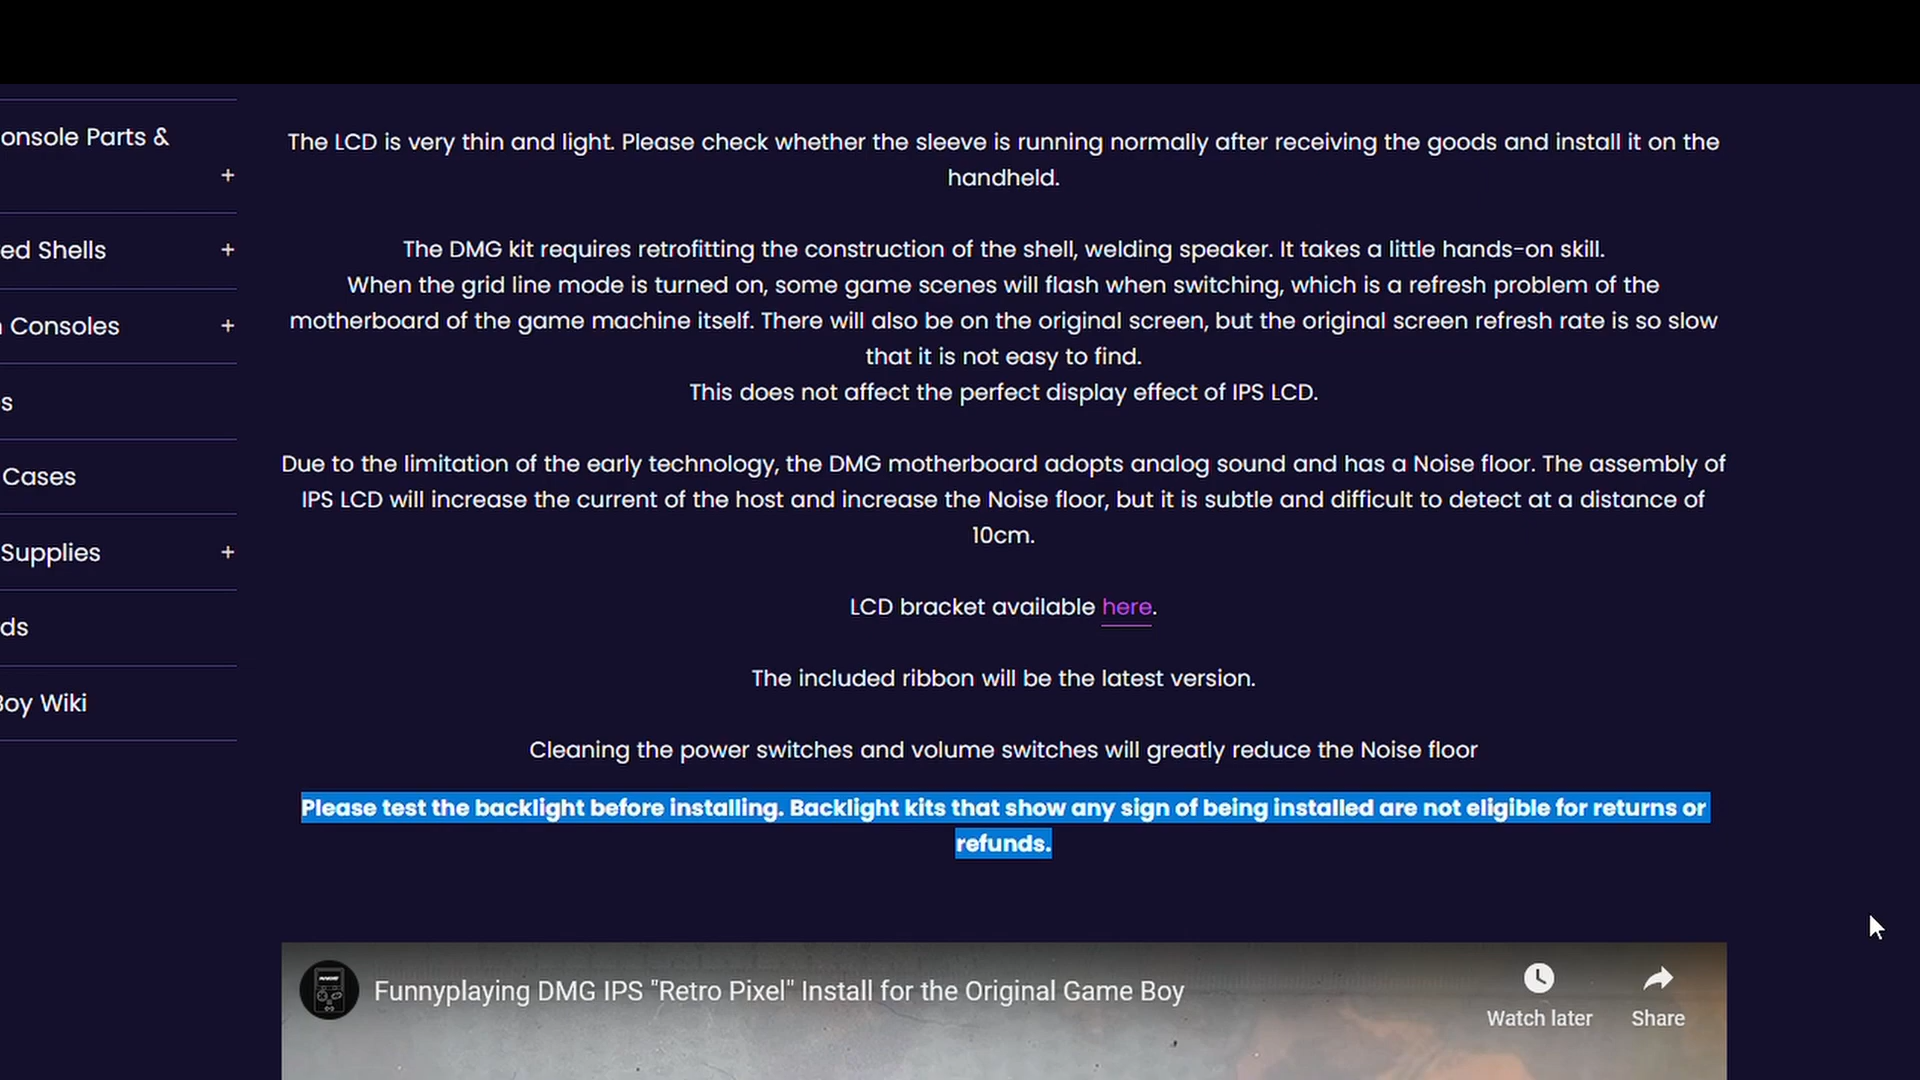 onsole Parts &
+
ed Shells +
Consoles +
s
Cases
Supplies +
ds
Boy Wiki
The LCD is very thin and light. Please check whether the sleeve is running normally after receiving the goods and install it on the
handheld.
The DMG kit requires retrofitting the construction of the shell, welding speaker. It takes a little hands-on skill.
When the grid line mode is turned on, some game scenes will flash when switching, which is a refresh problem of the
motherboard of the game machine itself. There will also be on the original screen, but the original screen refresh rate is so slow
that it is not easy to find.
This does not affect the perfect display effect of IPS LCD.
Due to the limitation of the early technology, the DMG motherboard adopts analog sound and has a Noise floor. The assembly of
IPS LCD will increase the current of the host and increase the Noise floor, but it is subtle and difficult to detect at a distance of
10cm.
LCD bracket available here.
The included ribbon will be the latest version.
Cleaning the power switches and volume switches will greatly reduce the Noise floor
Please test the backlight before installing. Backlight kits that show any sign of being installed are not eligible for returns or
refunds.
Funnyplaying DMG IPS "Retro Pixel" Install for the Original Game Boy
Watch later
Share